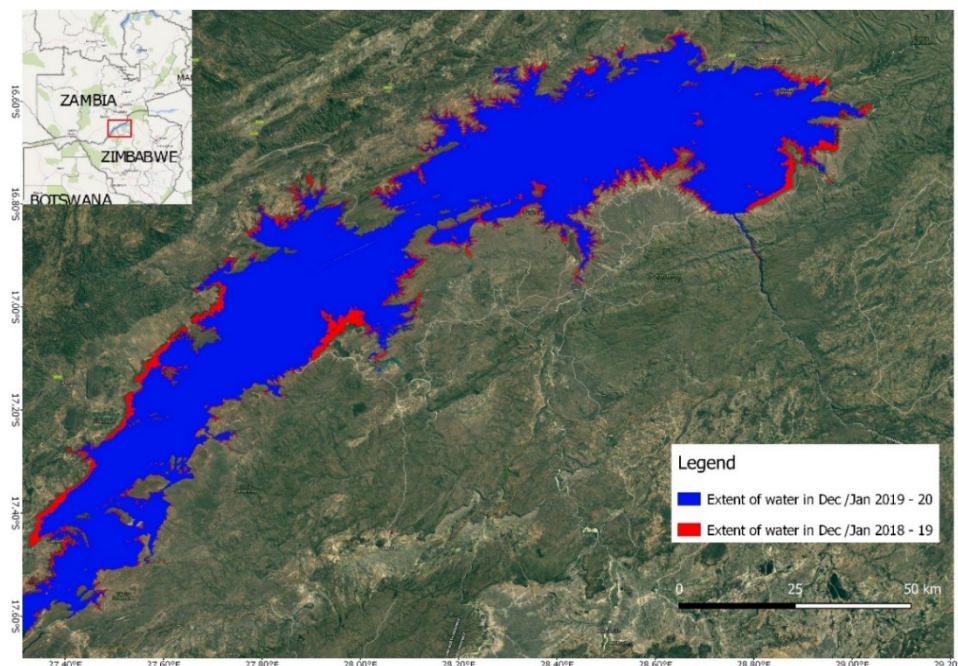 ZAMBIA
ZIMBABWE
BOTSWANA
16.60°S
16.80°S
17.00°S
17.20°S
17.40°S
17.60°S
Legend
Extent of water in Dec /Jan 2019 - 20
Extent of water in Dec /Jan 2018 - 19
0 25 50 km
27.40°E 27.60°E 27.80°E 28.00°E 28.20°E 28.40°E 28.60°E 28.80°E 29.00°E 29.20